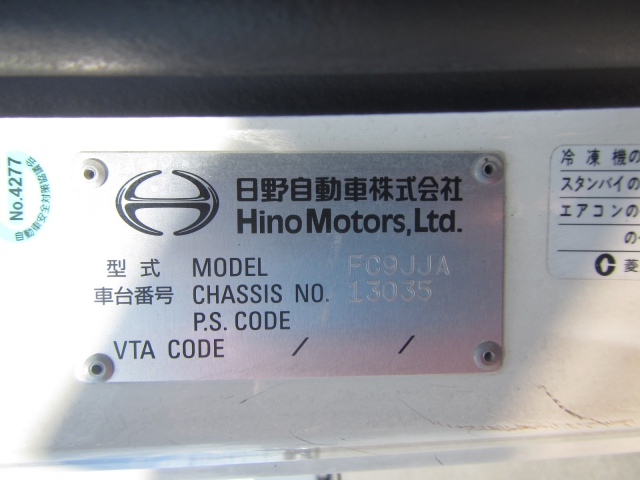 日野自動車株式会社
Hino Motors, Ltd.
型式 MODEL FC9JJA
車台番号 CHASSIS NO. 13035
P.S. CODE
VTA CODE / /
No.4277
冷凍機の
スタンバイの
エアコンの
の
菱